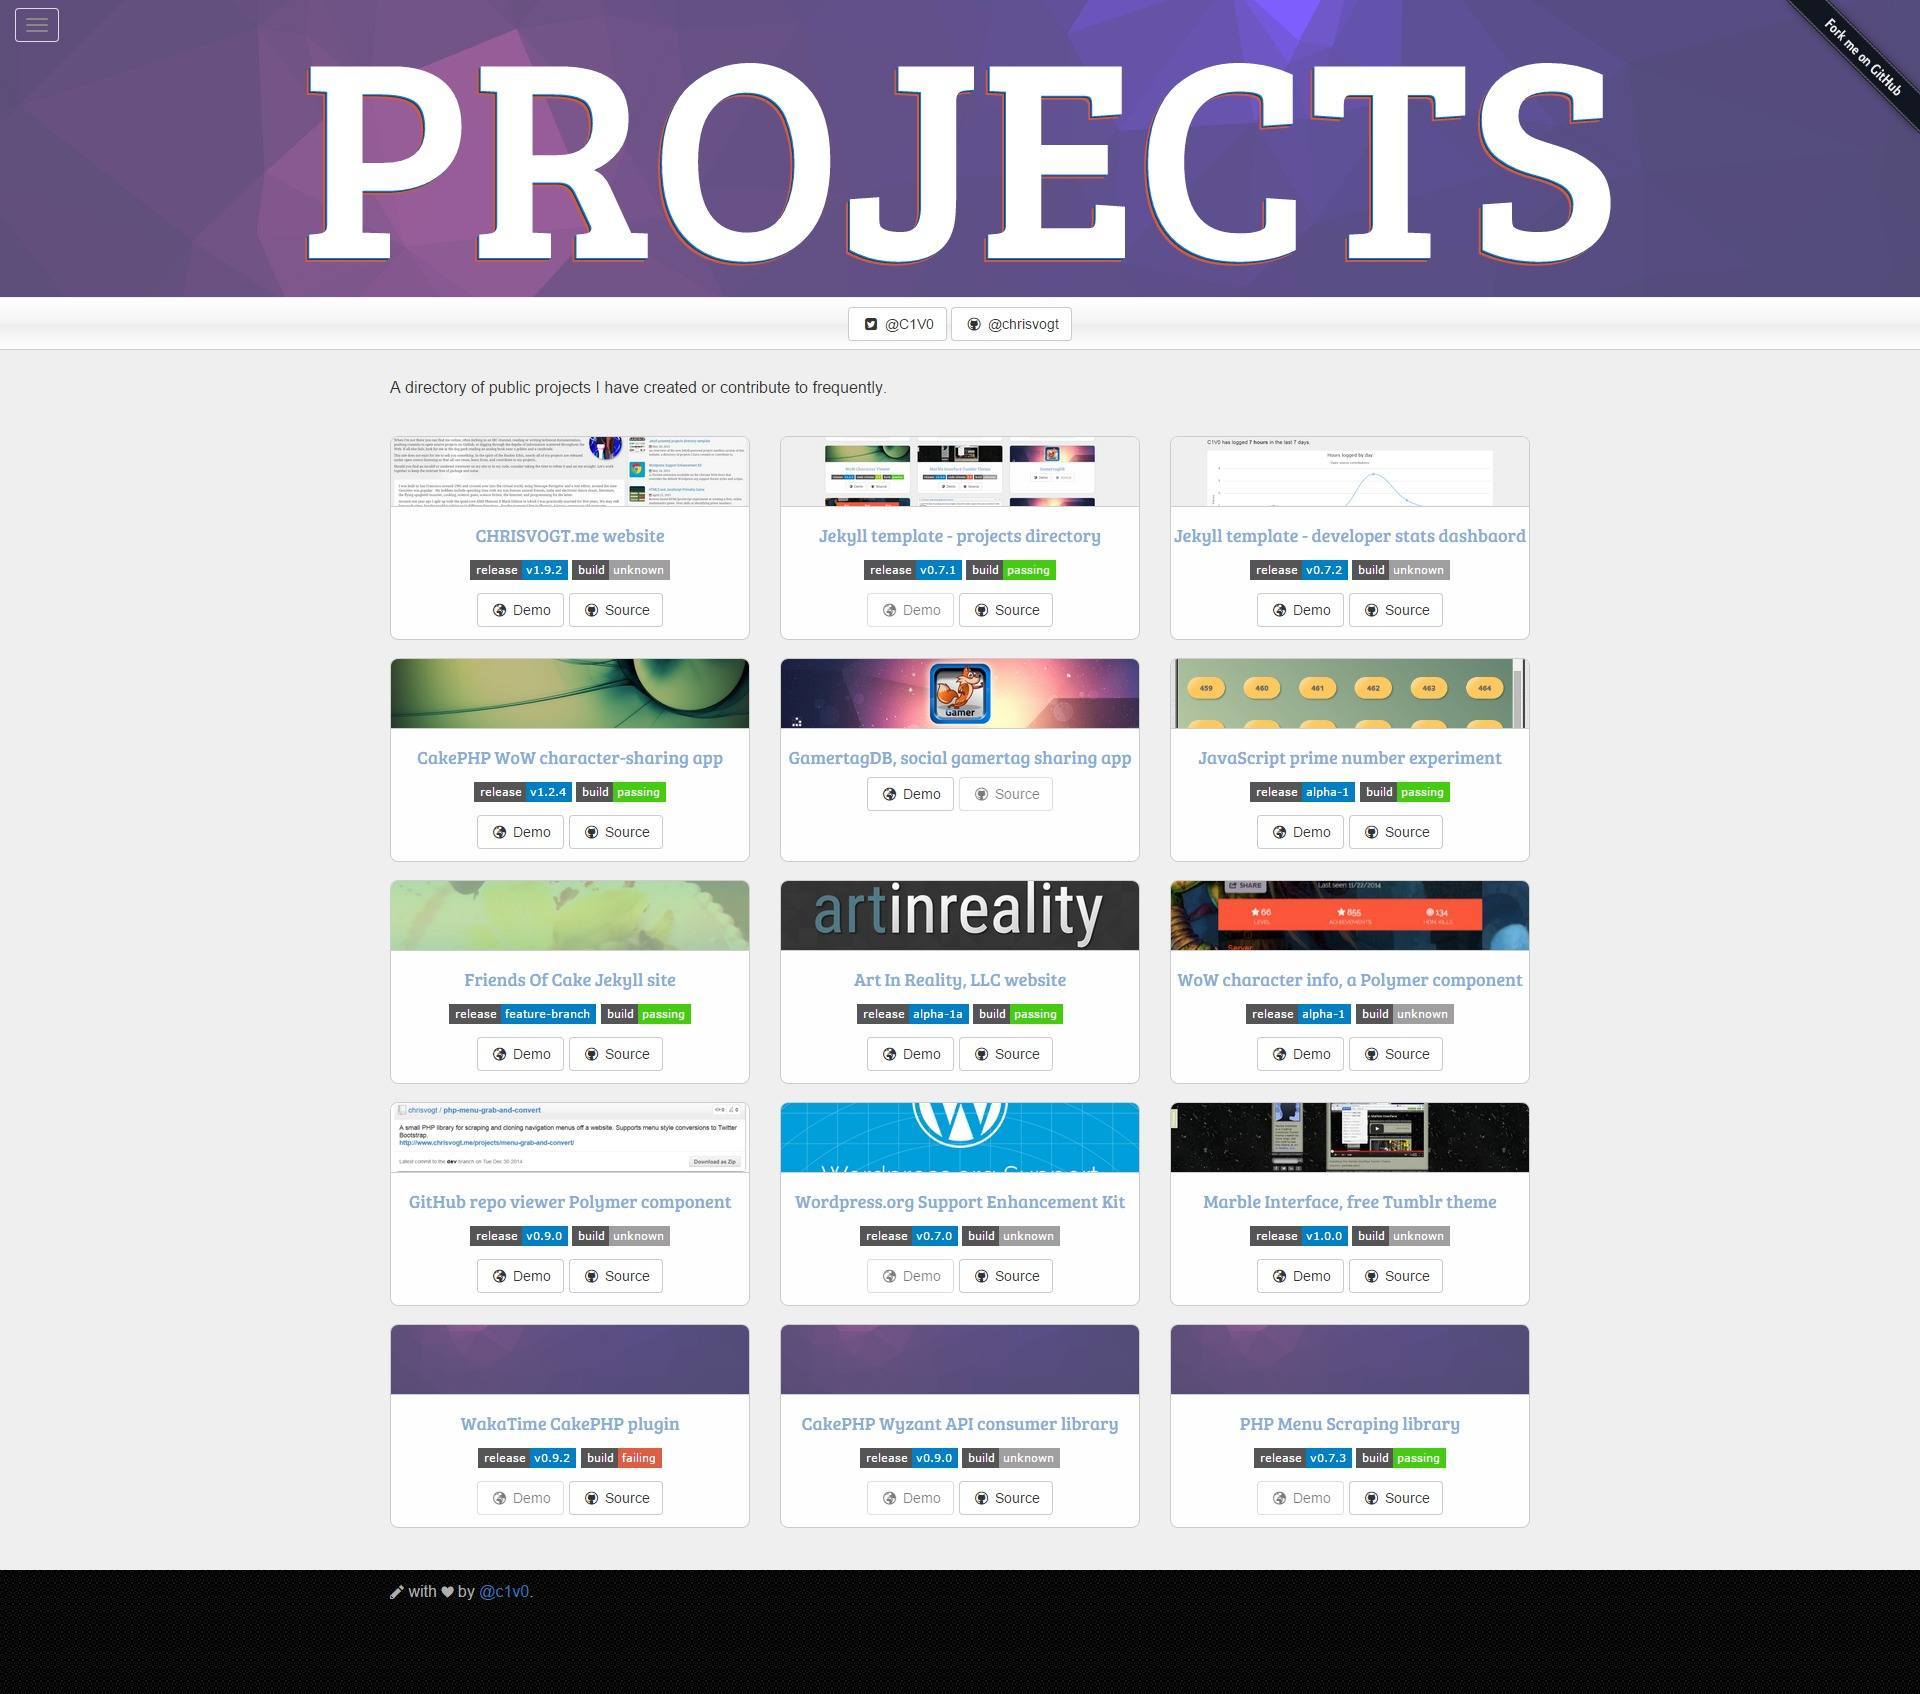 PROJECTS
Fork me on GitHub
@C1V0 @chrisvogt
A directory of public projects I have created or contribute to frequently.
C1V0 has logged 7 hours in the last 7 days.
Hours logged by day
CHRISVOGT.me website
release v1.9.2 build unknown
Demo Source
Jekyll template - projects directory
release v0.7.1 build passing
Demo Source
Jekyll template - developer stats dashbaord
release v0.7.2 build unknown
Demo Source
CakePHP WoW character-sharing app
release v1.2.4 build passing
Demo Source
Gamer
GamertagDB, social gamertag sharing app
Demo Source
459 460 461 462 463 464
JavaScript prime number experiment
release alpha-1 build passing
Demo Source
Friends Of Cake Jekyll site
release feature-branch build passing
Demo Source
artinreality
Art In Reality, LLC website
release alpha-1a build passing
Demo Source
SHARE
Last seen 11/22/2014
66 855 134
LEVEL ACHIEVEMENTS HON. KILLS
Server
WoW character info, a Polymer component
release alpha-1 build unknown
Demo Source
chrisvogt / php-menu-grab-and-convert
A small PHP library for scraping and cloning navigation menus off a website. Supports menu style conversions to Twitter
Bootstrap.
http://www.chrisvogt.me/projects/menu-grab-and-convert/
Latest commit to the dev branch on Tue Dec 30 2014
Download as Zip
GitHub repo viewer Polymer component
release v0.9.0 build unknown
Demo Source
Wordpress.org Support
Wordpress.org Support Enhancement Kit
release v0.7.0 build unknown
Demo Source
Marble Interface, free Tumblr theme
release v1.0.0 build unknown
Demo Source
WakaTime CakePHP plugin
release v0.9.2 build failing
Demo Source
CakePHP Wyzant API consumer library
release v0.9.0 build unknown
Demo Source
PHP Menu Scraping library
release v0.7.3 build passing
Demo Source
with by @c1v0.